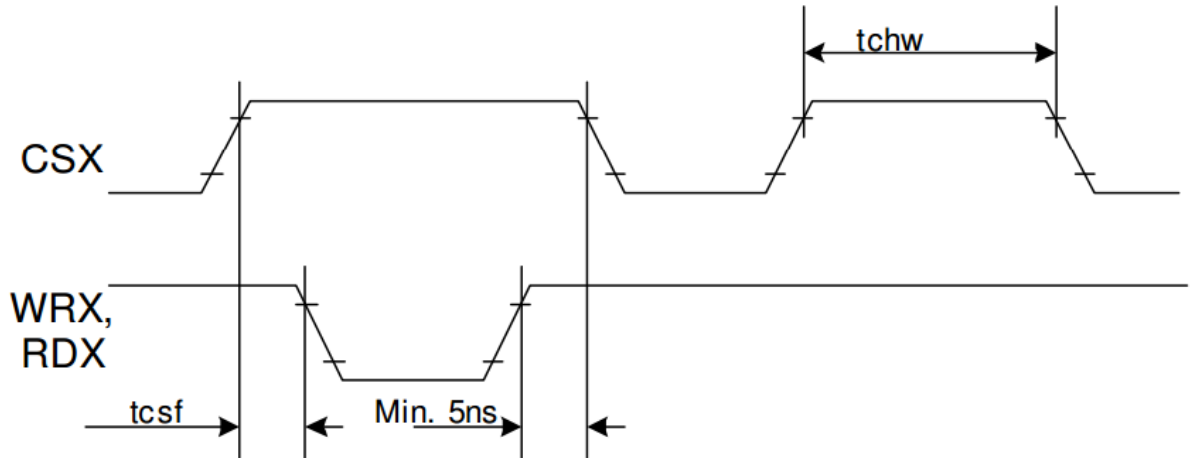 tchw
CSX
WRX,
RDX
tcsf
Min. 5ns